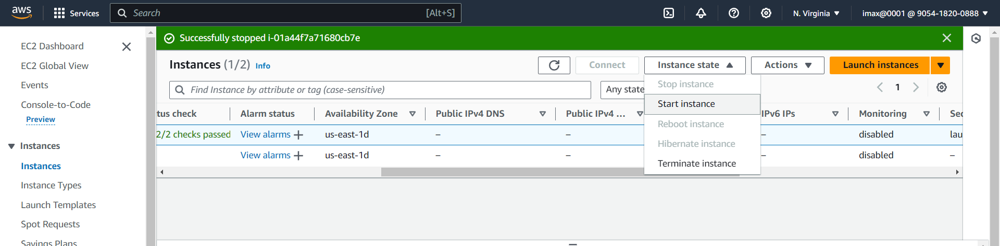 aws Services Search [Alt+S] N. Virginia imax@0001 @ 9054-1820-0888
EC2 Dashboard
EC2 Global View
Events
Console-to-Code
Preview
Instances
Instances
Instance Types
Launch Templates
Spot Requests
Savings Plans
Successfully stopped i-01a44f7a71680cb7e
Instances (1/2) Info Connect Instance state Actions Launch instances
Find Instance by attribute or tag (case-sensitive) Any state 1
Stop instance
Start instance
Reboot instance
Hibernate instance
Terminate instance
tus check Alarm status Availability Zone Public IPv4 DNS Public IPv4 ... IPv6 IPs Monitoring Sec
2/2 checks passed View alarms + us-east-1d – – – disabled lau
View alarms + us-east-1d – – – disabled –